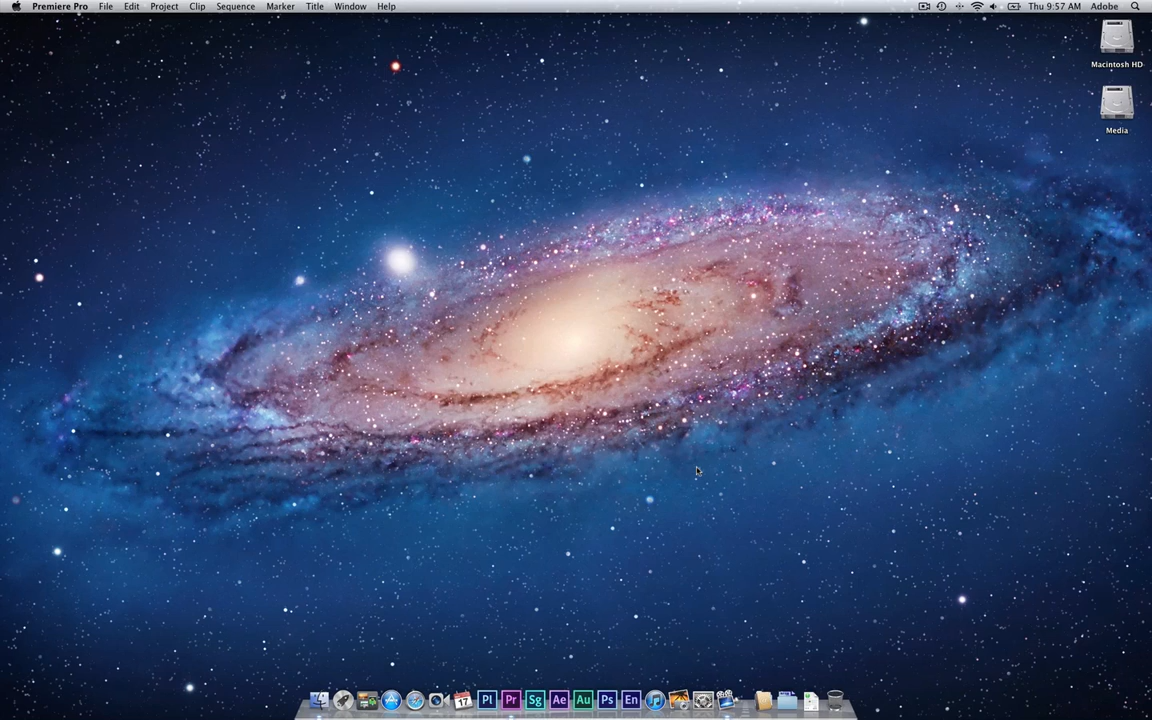 Premiere Pro File Edit Project Clip Sequence Marker Title Window Help Thu 9:57 AM Adobe
Macintosh HD
Media
17 Pl Pr Sg Ae Au Ps En